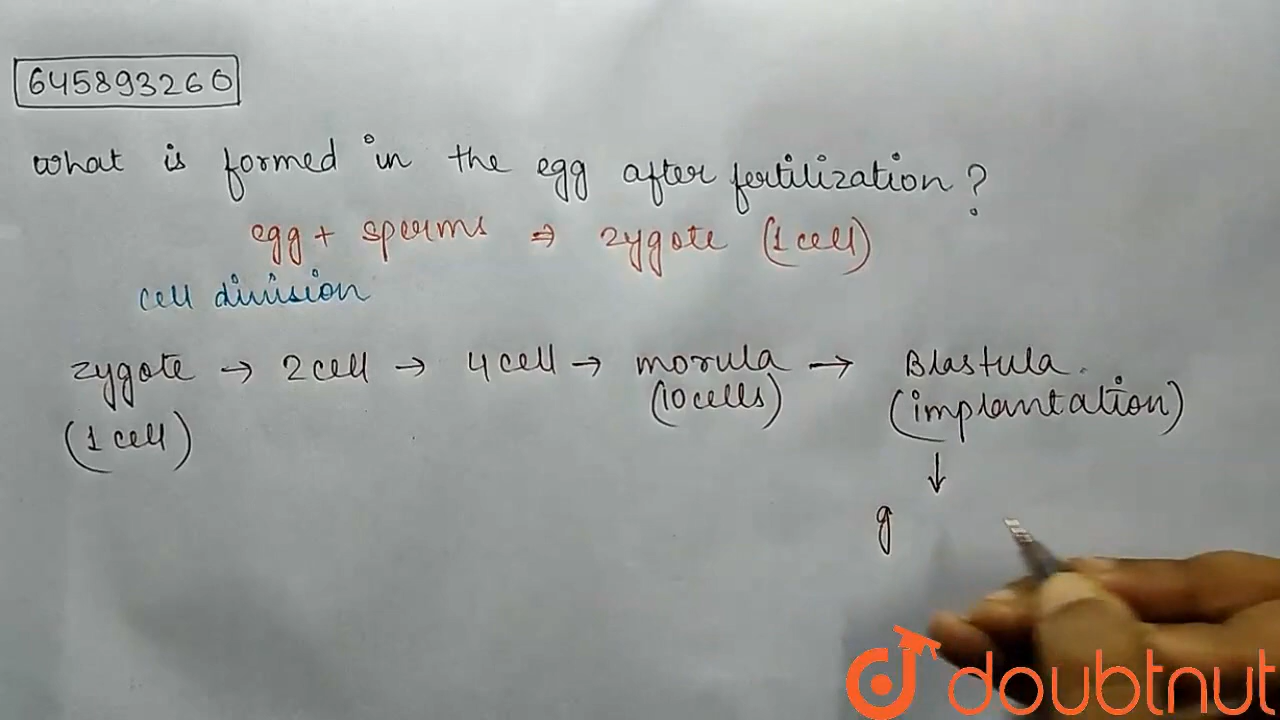 645893260
What is formed in the egg after fertilization?
egg + sperms ⇒ zygote (1 cell)
cell division
zygote → 2 cell → 4 cell → morula → Blastula
(1 cell) (10 cells) (implantation)
↓
g
doubtnut